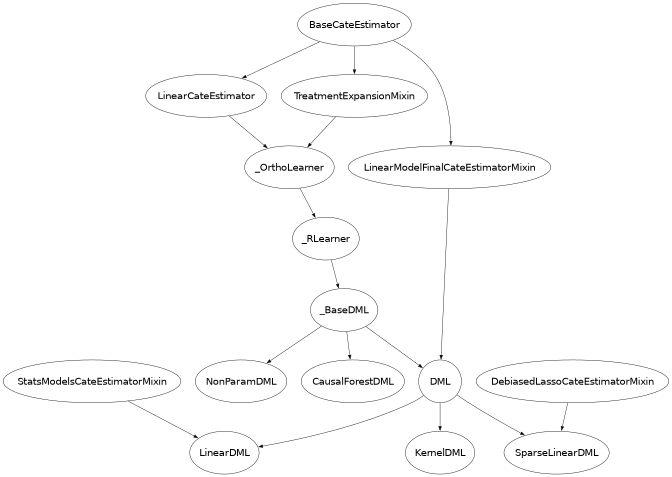 BaseCateEstimator
LinearCateEstimator
TreatmentExpansionMixin
_OrthoLearner
LinearModelFinalCateEstimatorMixin
_RLearner
_BaseDML
StatsModelsCateEstimatorMixin
NonParamDML
CausalForestDML
DML
DebiasedLassoCateEstimatorMixin
LinearDML
KernelDML
SparseLinearDML